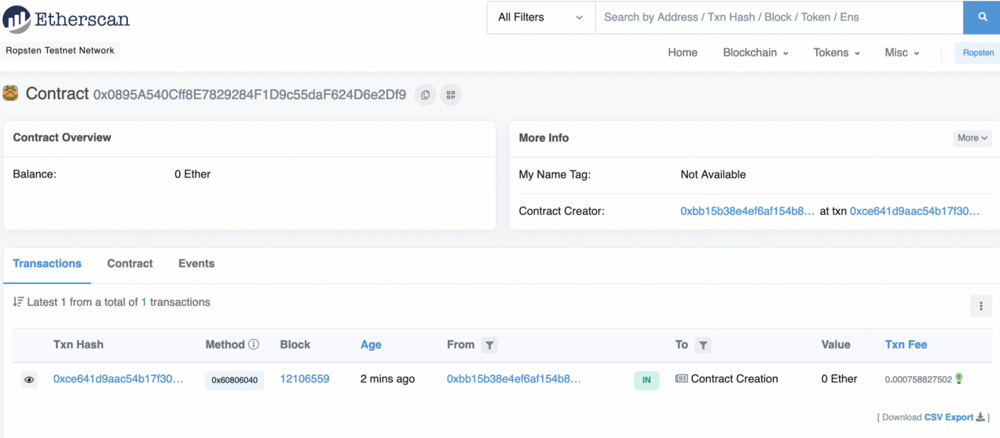 Etherscan
All Filters
Search by Address / Txn Hash / Block / Token / Ens
Ropsten Testnet Network
Home Blockchain Tokens Misc Ropsten
Contract 0x0895A540Cff8E7829284F1D9c55daF624D6e2Df9
Contract Overview
Balance: 0 Ether
More Info More
My Name Tag: Not Available
Contract Creator: 0xbb15b38e4ef6af154b8... at txn 0xce641d9aac54b17f30...
Transactions Contract Events
Latest 1 from a total of 1 transactions
Txn Hash Method Block Age From To Value Txn Fee
0xce641d9aac54b17f30... 0x60806040 12106559 2 mins ago 0xbb15b38e4ef6af154b8... IN Contract Creation 0 Ether 0.000758827502
[ Download CSV Export ]